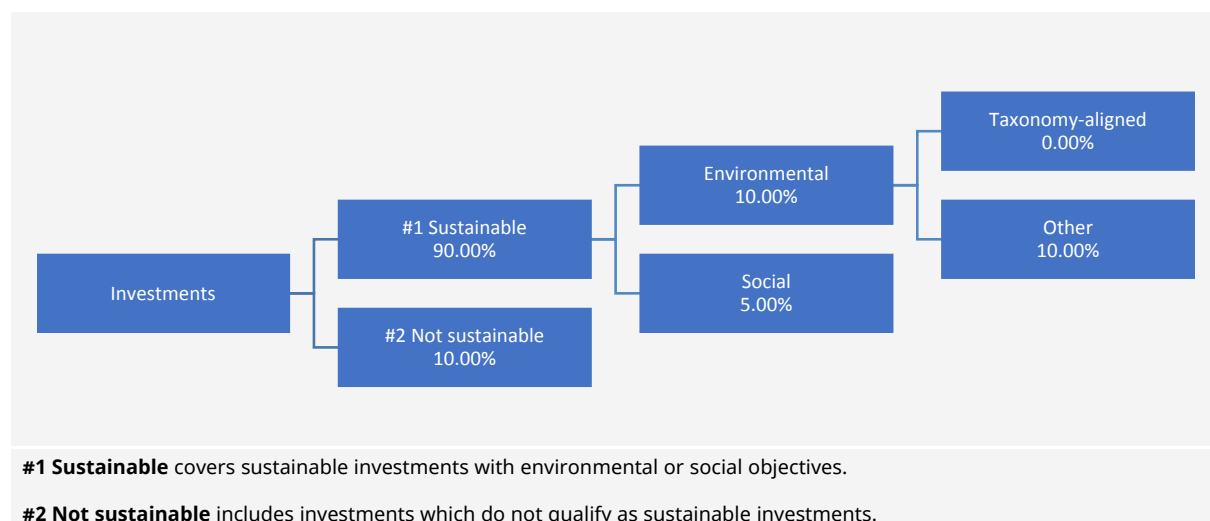 Investments
#1 Sustainable
90.00%
#2 Not sustainable
10.00%
Environmental
10.00%
Social
5.00%
Taxonomy-aligned
0.00%
Other
10.00%
#1 Sustainable covers sustainable investments with environmental or social objectives.
#2 Not sustainable includes investments which do not qualify as sustainable investments.